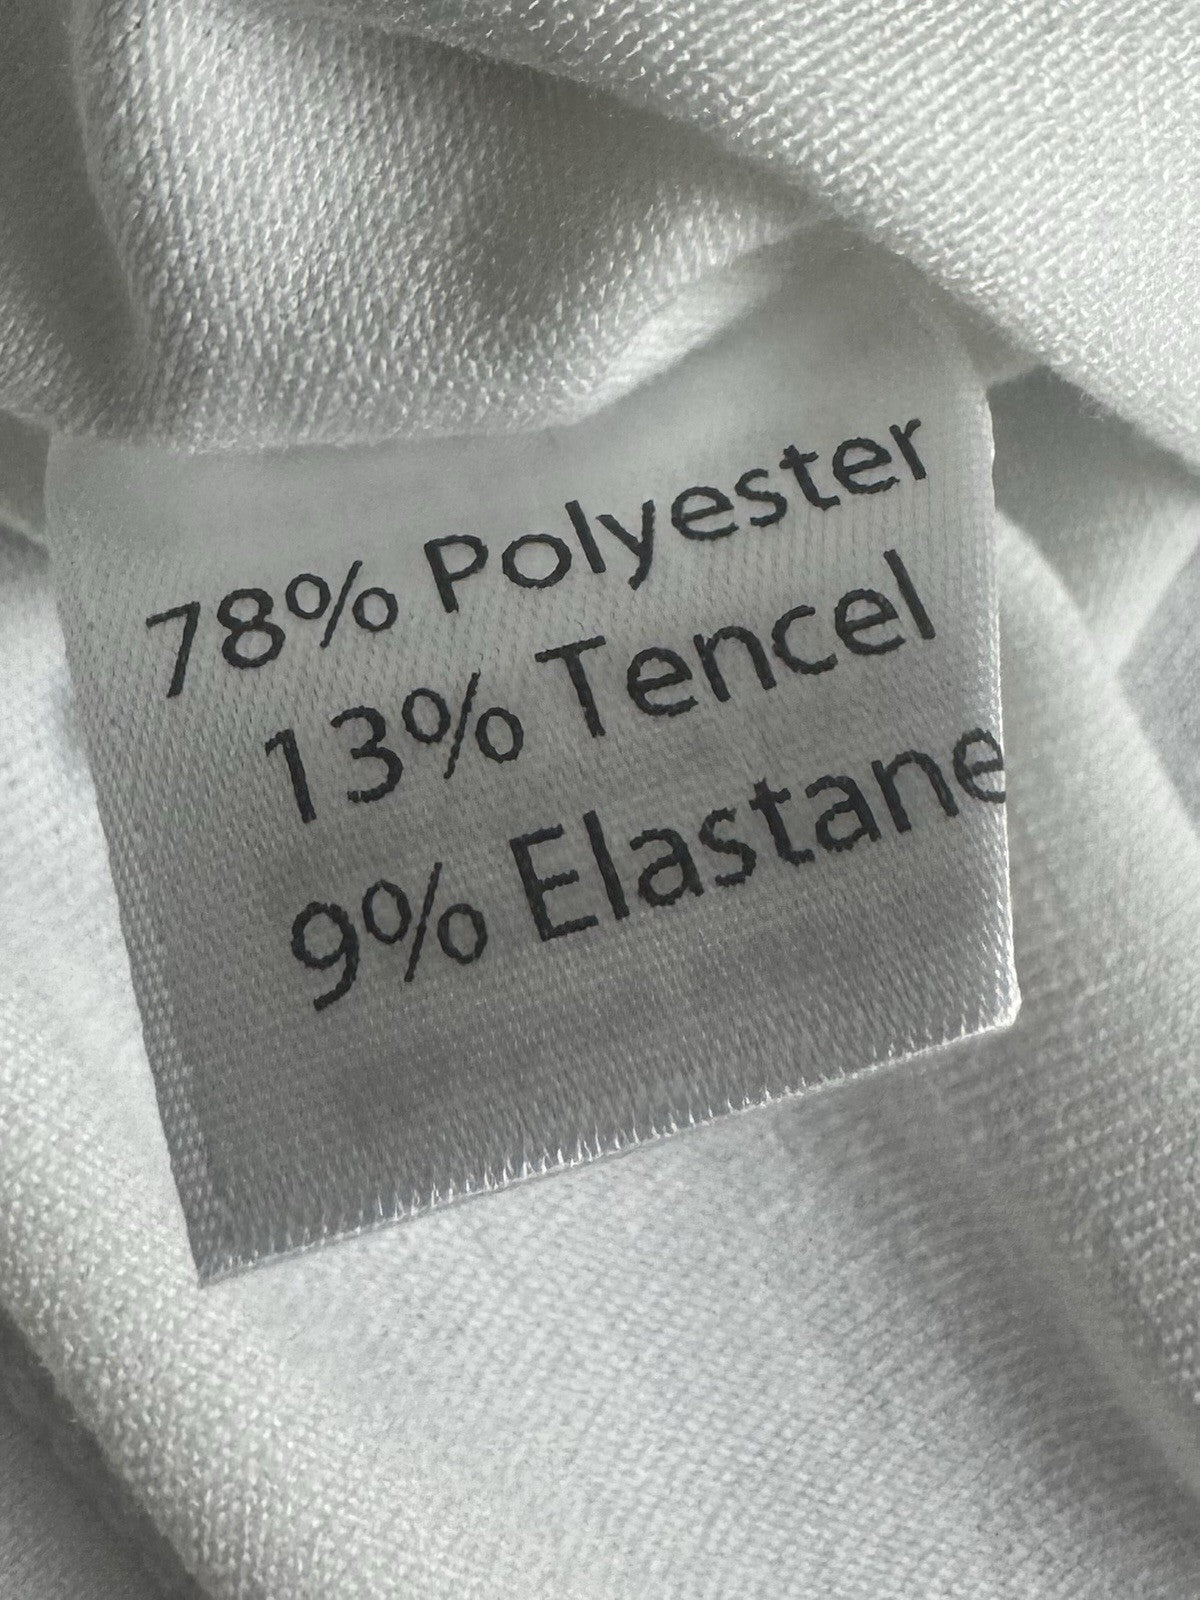 78% Polyester
13% Tencel
9% Elastane